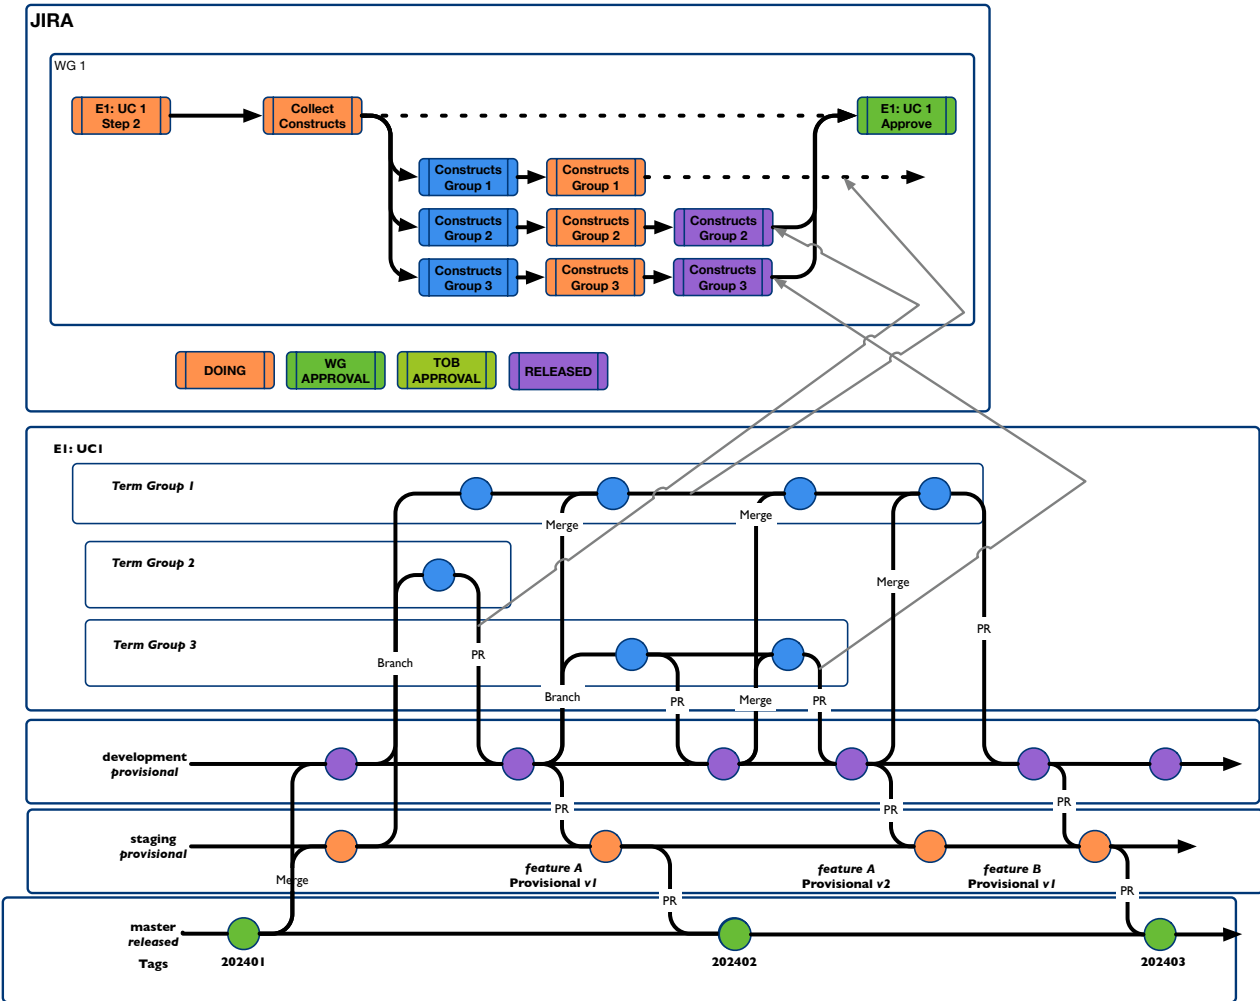 JIRA
WG 1
E1: UC 1
Step 2
Collect
Constructs
E1: UC 1
Approve
Constructs
Group 1
Constructs
Group 1
Constructs
Group 2
Constructs
Group 2
Constructs
Group 2
Constructs
Group 3
Constructs
Group 3
Constructs
Group 3
DOING
WG
APPROVAL
TOB
APPROVAL
RELEASED
E1: UC1
Term Group 1
Merge
Merge
Term Group 2
Merge
Term Group 3
Branch
PR
PR
Branch
PR
Merge
PR
development
provisional
PR
PR
PR
staging
provisional
feature A
Provisional v1
feature A
Provisional v2
feature B
Provisional v1
Merge
PR
PR
master
released
Tags
202401
202402
202403